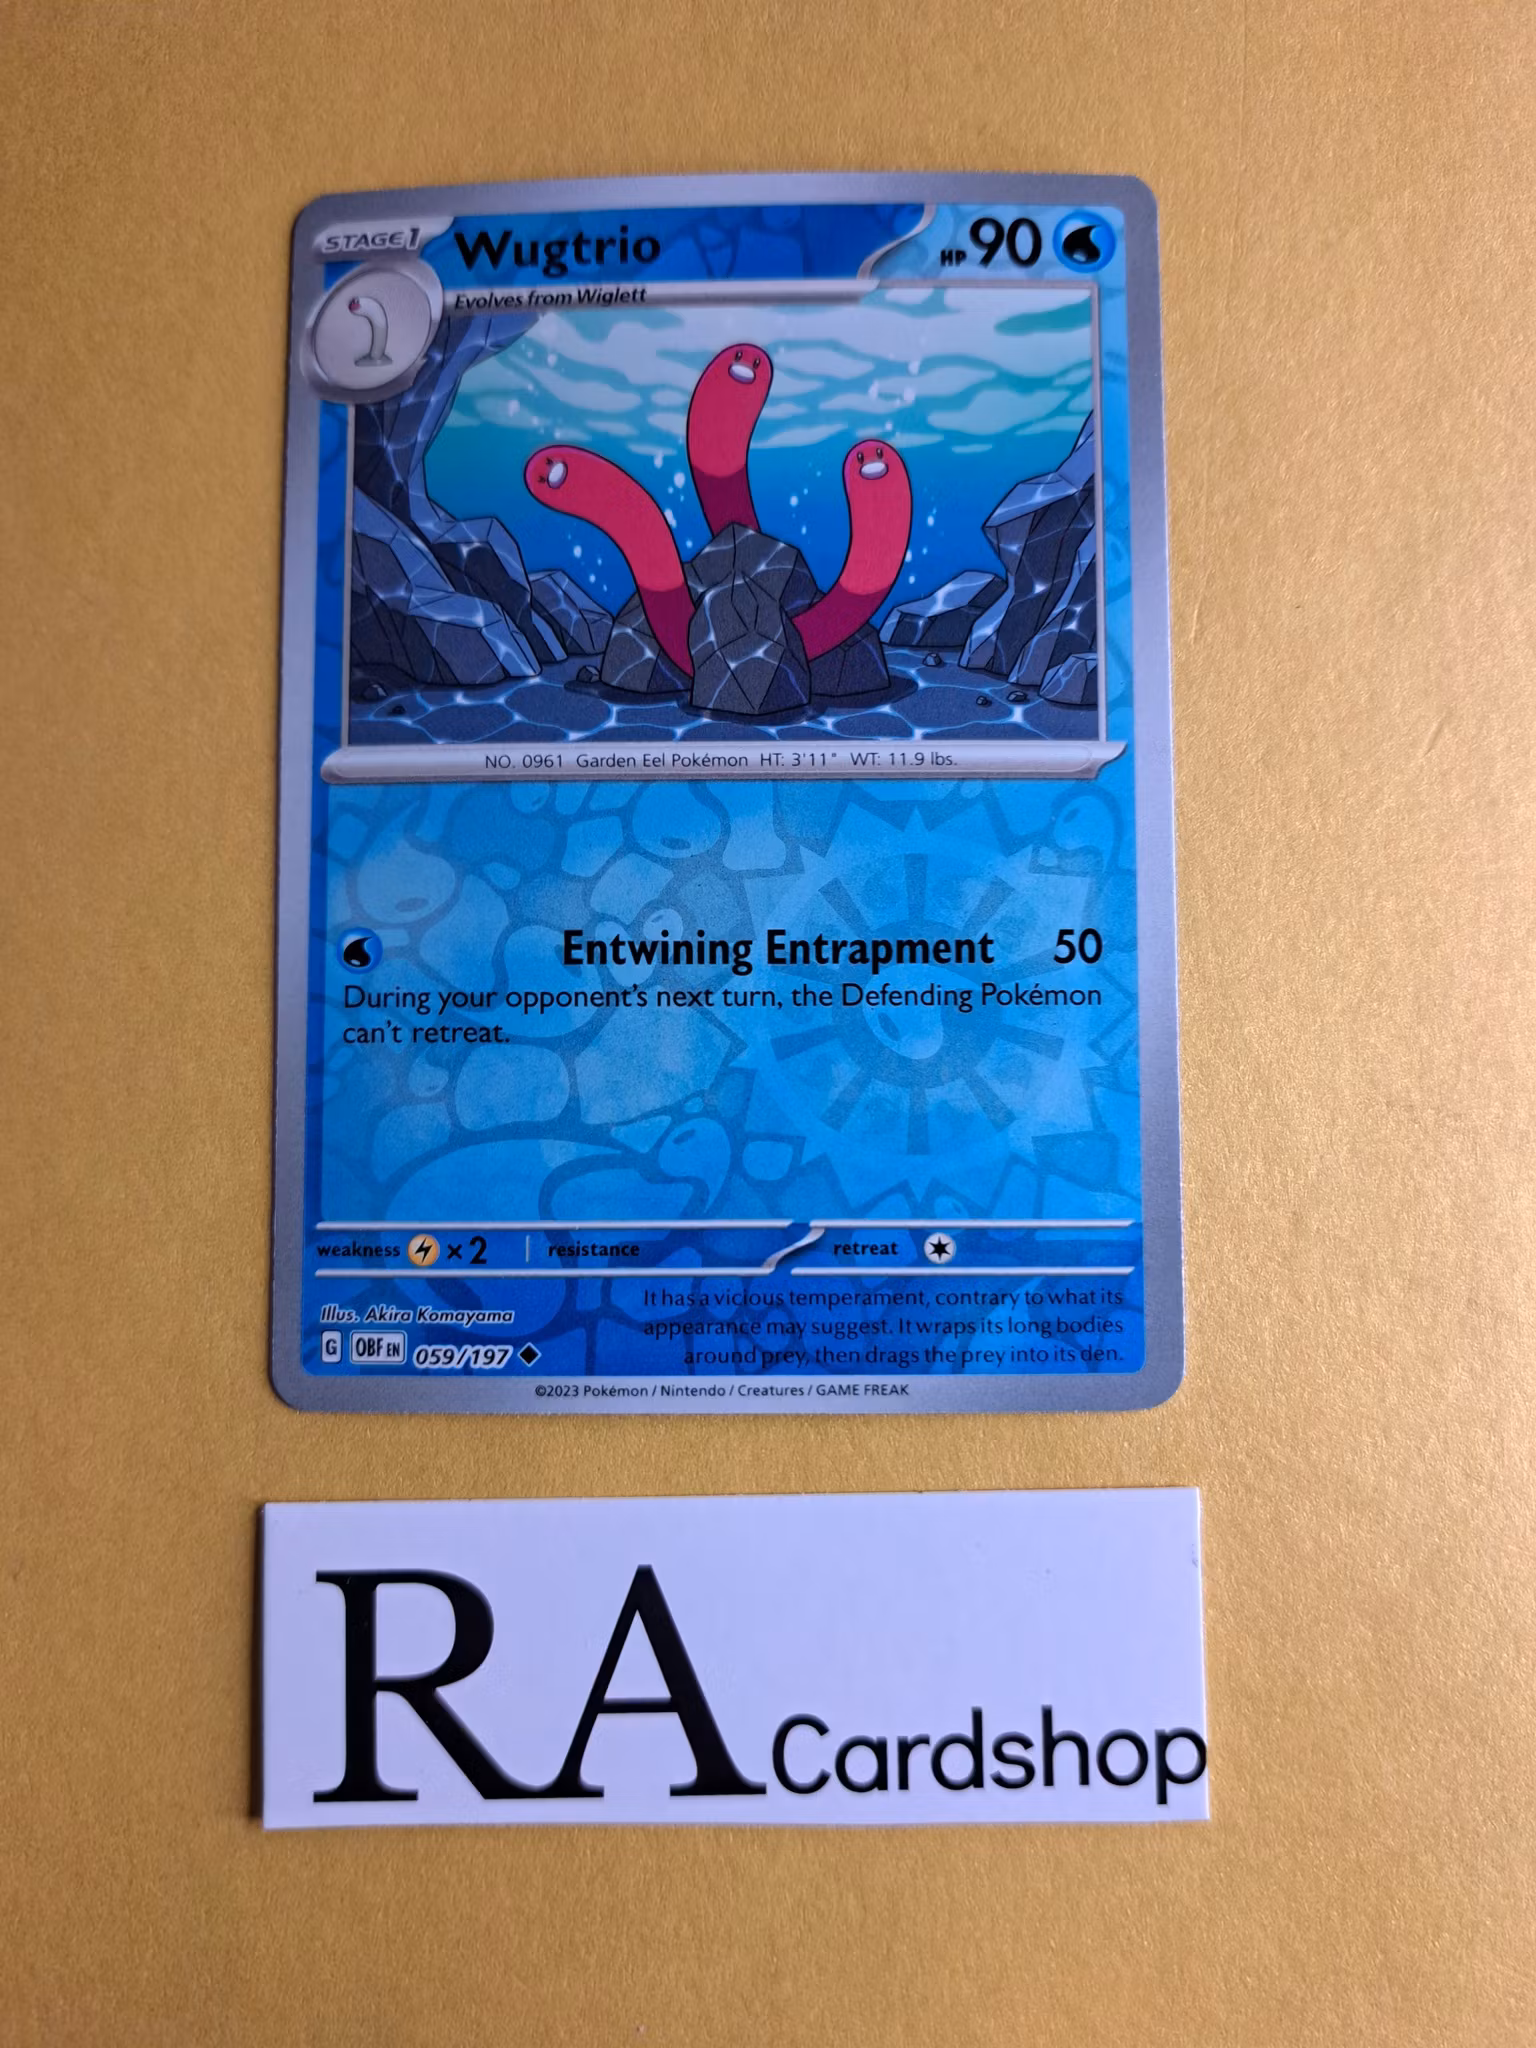 STAGE 1 Wugtrio HP 90
Evolves from Wiglett
NO. 0961 Garden Eel Pokémon HT: 3'11" WT: 11.9 lbs.
Entwining Entrapment 50
During your opponent's next turn, the Defending Pokémon
can't retreat.
weakness ×2 resistance retreat
Illus. Akira Komayama
G OBF EN 059/197
It has a vicious temperament, contrary to what its
appearance may suggest. It wraps its long bodies
around prey, then drags the prey into its den.
©2023 Pokémon / Nintendo / Creatures / GAME FREAK
RA Cardshop